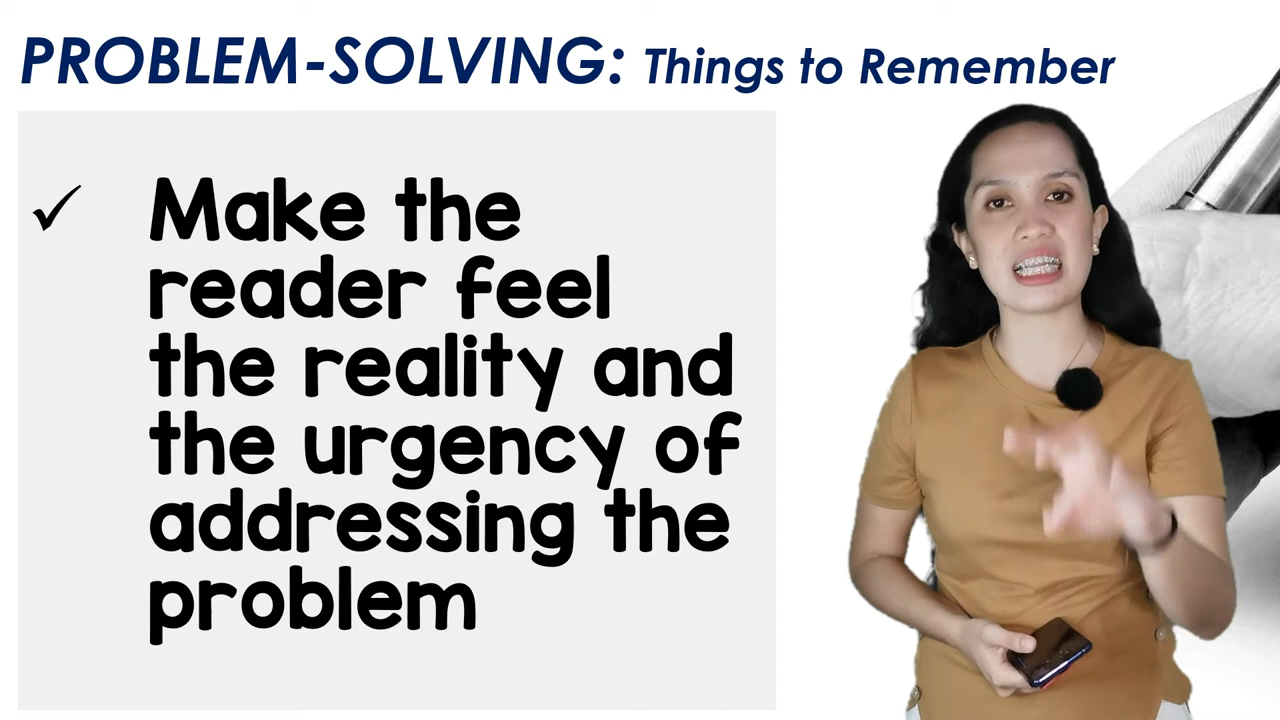 PROBLEM-SOLVING: Things to Remember
✓ Make the
reader feel
the reality and
the urgency of
addressing the
problem